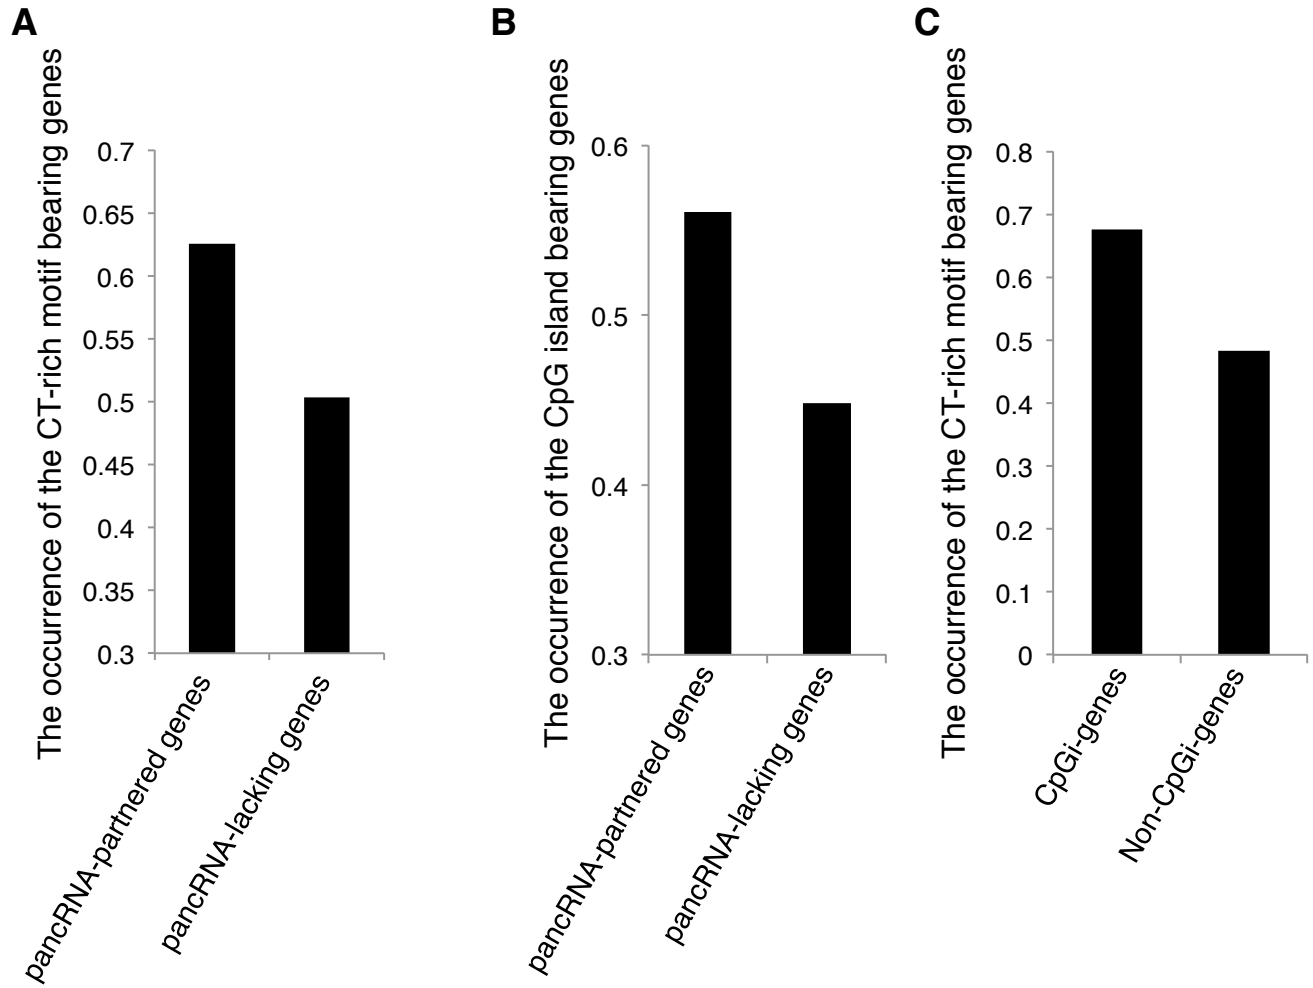 A
The occurrence of the CT-rich motif bearing genes
0.7
0.65
0.6
0.55
0.5
0.45
0.4
0.35
0.3
pancRNA-partnered genes
pancRNA-lacking genes
B
The occurrence of the CpG island bearing genes
0.6
0.5
0.4
0.3
pancRNA-partnered genes
pancRNA-lacking genes
C
The occurrence of the CT-rich motif bearing genes
0.8
0.7
0.6
0.5
0.4
0.3
0.2
0.1
0
CpGi-genes
Non-CpGi-genes